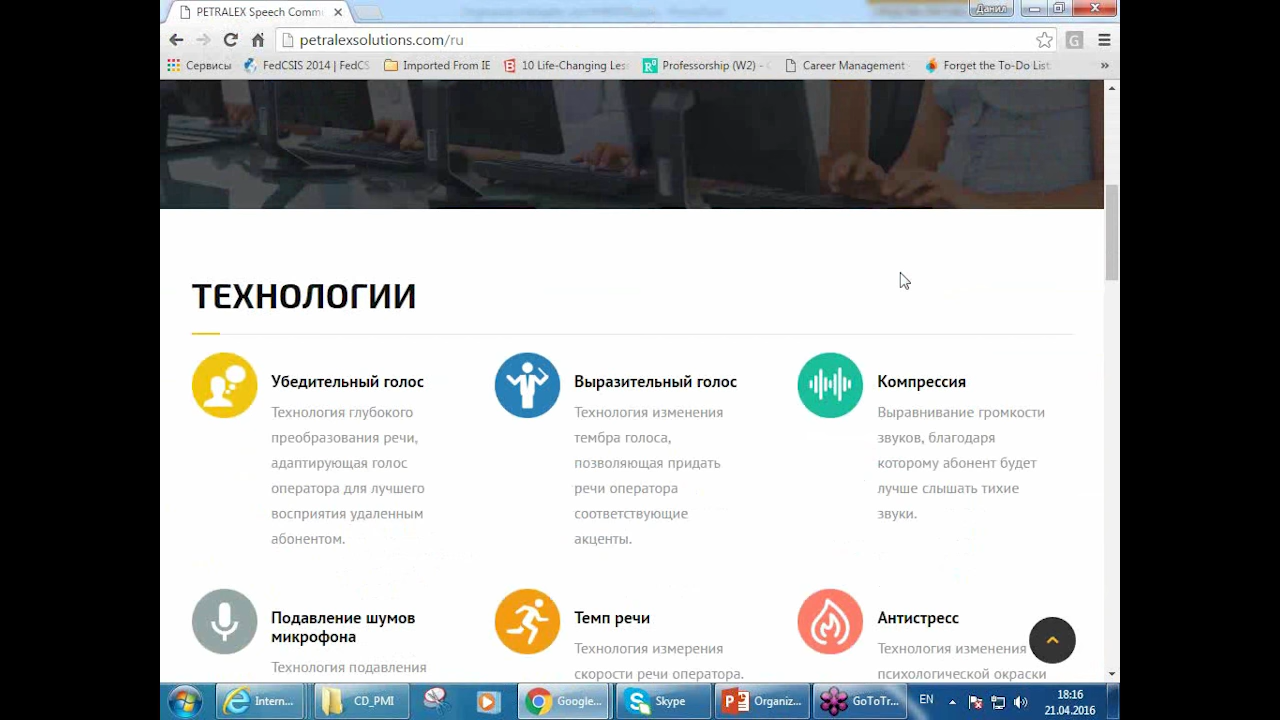 PETRALEX Speech Comm
Данил
petralexsolutions.com/ru
Сервисы
FedCSIS 2014 | FedCS
Imported From IE
10 Life-Changing Les
Professorship (W2) -
Career Management
Forget the To-Do List
»
ТЕХНОЛОГИИ
Убедительный голос
Технология глубокого
преобразования речи,
адаптирующая голос
оператора для лучшего
восприятия удаленным
абонентом.
Выразительный голос
Технология изменения
тембра голоса,
позволяющая придать
речи оператора
соответствующие
акценты.
Компрессия
Выравнивание громкости
звуков, благодаря
которому абонент будет
лучше слышать тихие
звуки.
Подавление шумов
микрофона
Технология подавления
Темп речи
Технология измерения
скорости речи оператора.
Антистресс
Технология изменения
психологической окраски
Intern...
CD_PMI
Google...
Skype
Organiz...
GoToTr...
EN
18:16
21.04.2016